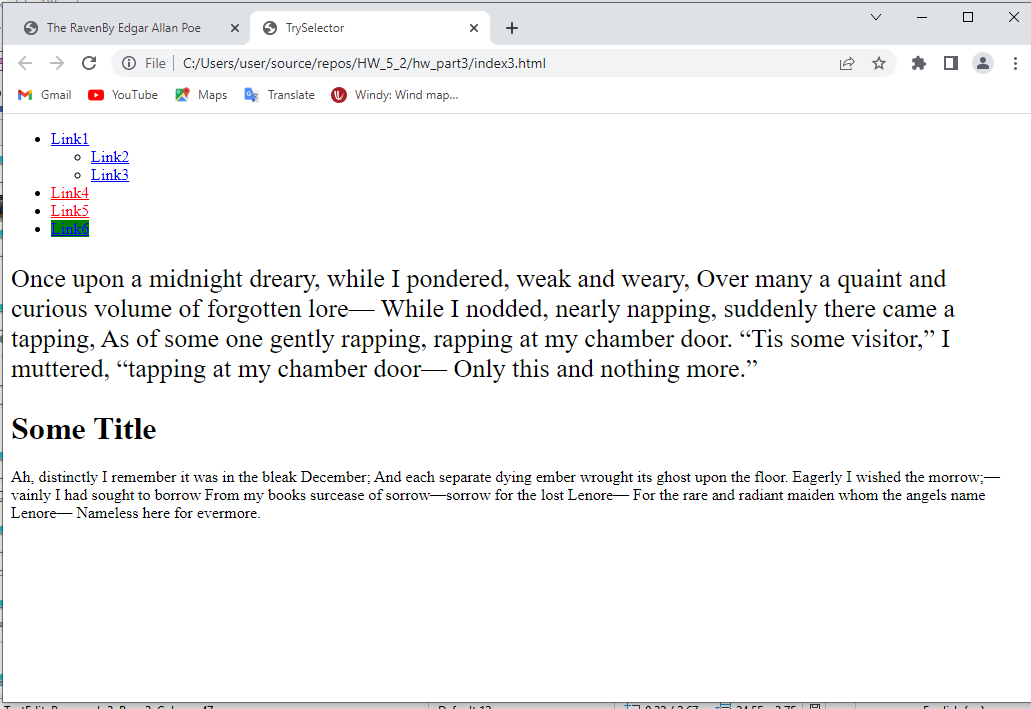 The RavenBy Edgar Allan Poe TrySelector
File C:/Users/user/source/repos/HW_5_2/hw_part3/index3.html
Gmail YouTube Maps Translate Windy: Wind map...
Link1
Link2
Link3
Link4
Link5
Link6
Once upon a midnight dreary, while I pondered, weak and weary, Over many a quaint and
curious volume of forgotten lore— While I nodded, nearly napping, suddenly there came a
tapping, As of some one gently rapping, rapping at my chamber door. “Tis some visitor,” I
muttered, “tapping at my chamber door— Only this and nothing more.”
Some Title
Ah, distinctly I remember it was in the bleak December; And each separate dying ember wrought its ghost upon the floor. Eagerly I wished the morrow;—
vainly I had sought to borrow From my books surcease of sorrow—sorrow for the lost Lenore— For the rare and radiant maiden whom the angels name
Lenore— Nameless here for evermore.